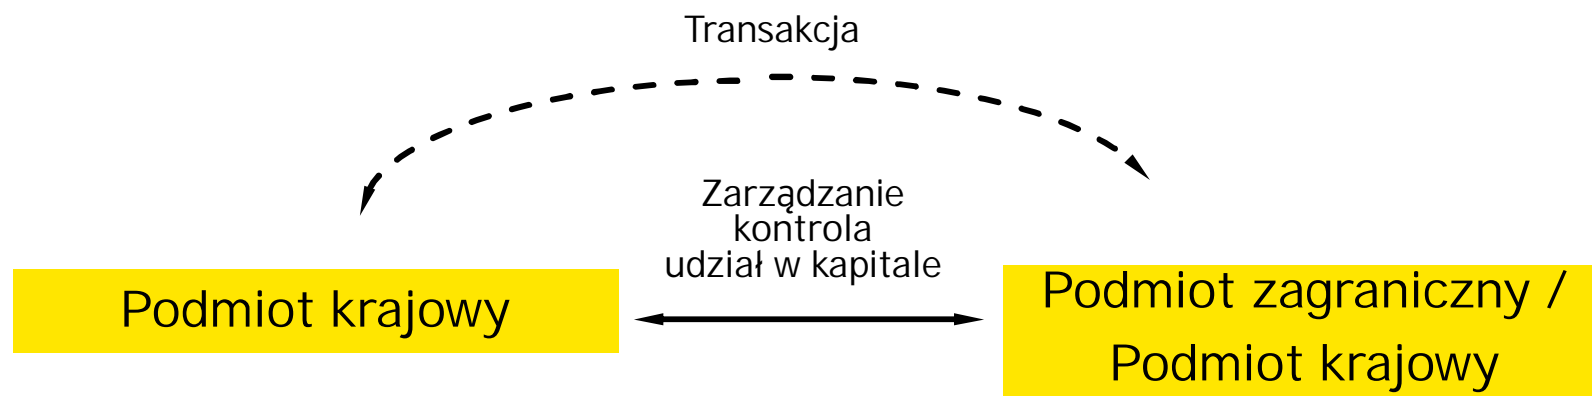 Transakcja
Zarządzanie
kontrola
udział w kapitale
Podmiot krajowy
Podmiot zagraniczny /
Podmiot krajowy